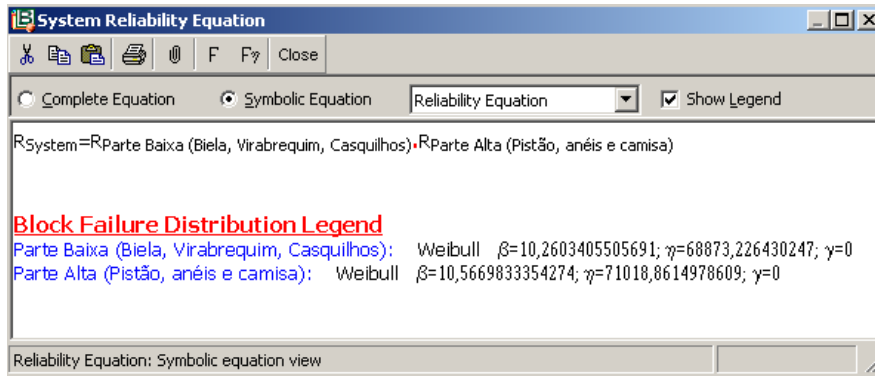 System Reliability Equation
F F? Close
Complete Equation Symbolic Equation Reliability Equation Show Legend
RSystem=RParte Baixa (Biela, Virabrequim, Casquilhos)·RParte Alta (Pistão, anéis e camisa)
Block Failure Distribution Legend
Parte Baixa (Biela, Virabrequim, Casquilhos): Weibull β=10,2603405505691; η=68873,226430247; γ=0
Parte Alta (Pistão, anéis e camisa): Weibull β=10,5669833354274; η=71018,8614978609; γ=0
Reliability Equation: Symbolic equation view